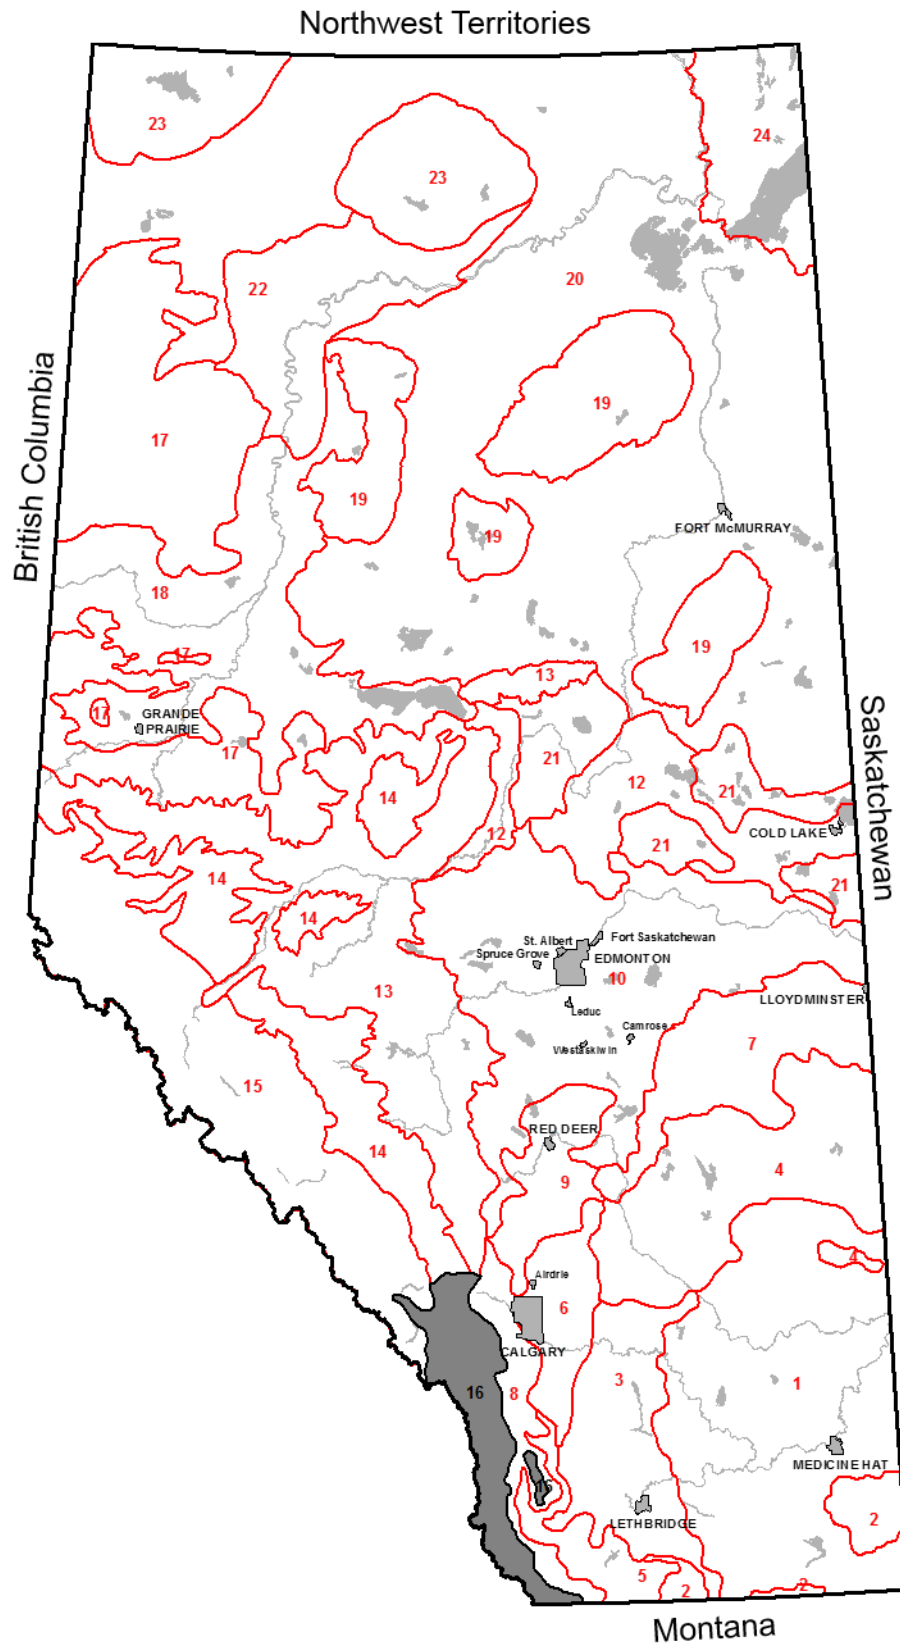 Northwest Territories
23
24
23
22
20
British Columbia
19
17
19
FORT McMURRAY
19
18
19
17
13
Saskatchewan
17
GRANDE
PRAIRIE
17
21
12
21
14
COLD LAKE
12
21
14
21
14
St. Albert
Fort Saskatchewan
Spruce Grove
EDMONTON
10
13
LLOYDMINSTER
Leduc
Camrose
7
Wetaskiwin
15
RED DEER
14
4
9
4
Airdrie
6
CALGARY
3
1
16
8
MEDICINE HAT
2
LETHBRIDGE
5
2
2
Montana